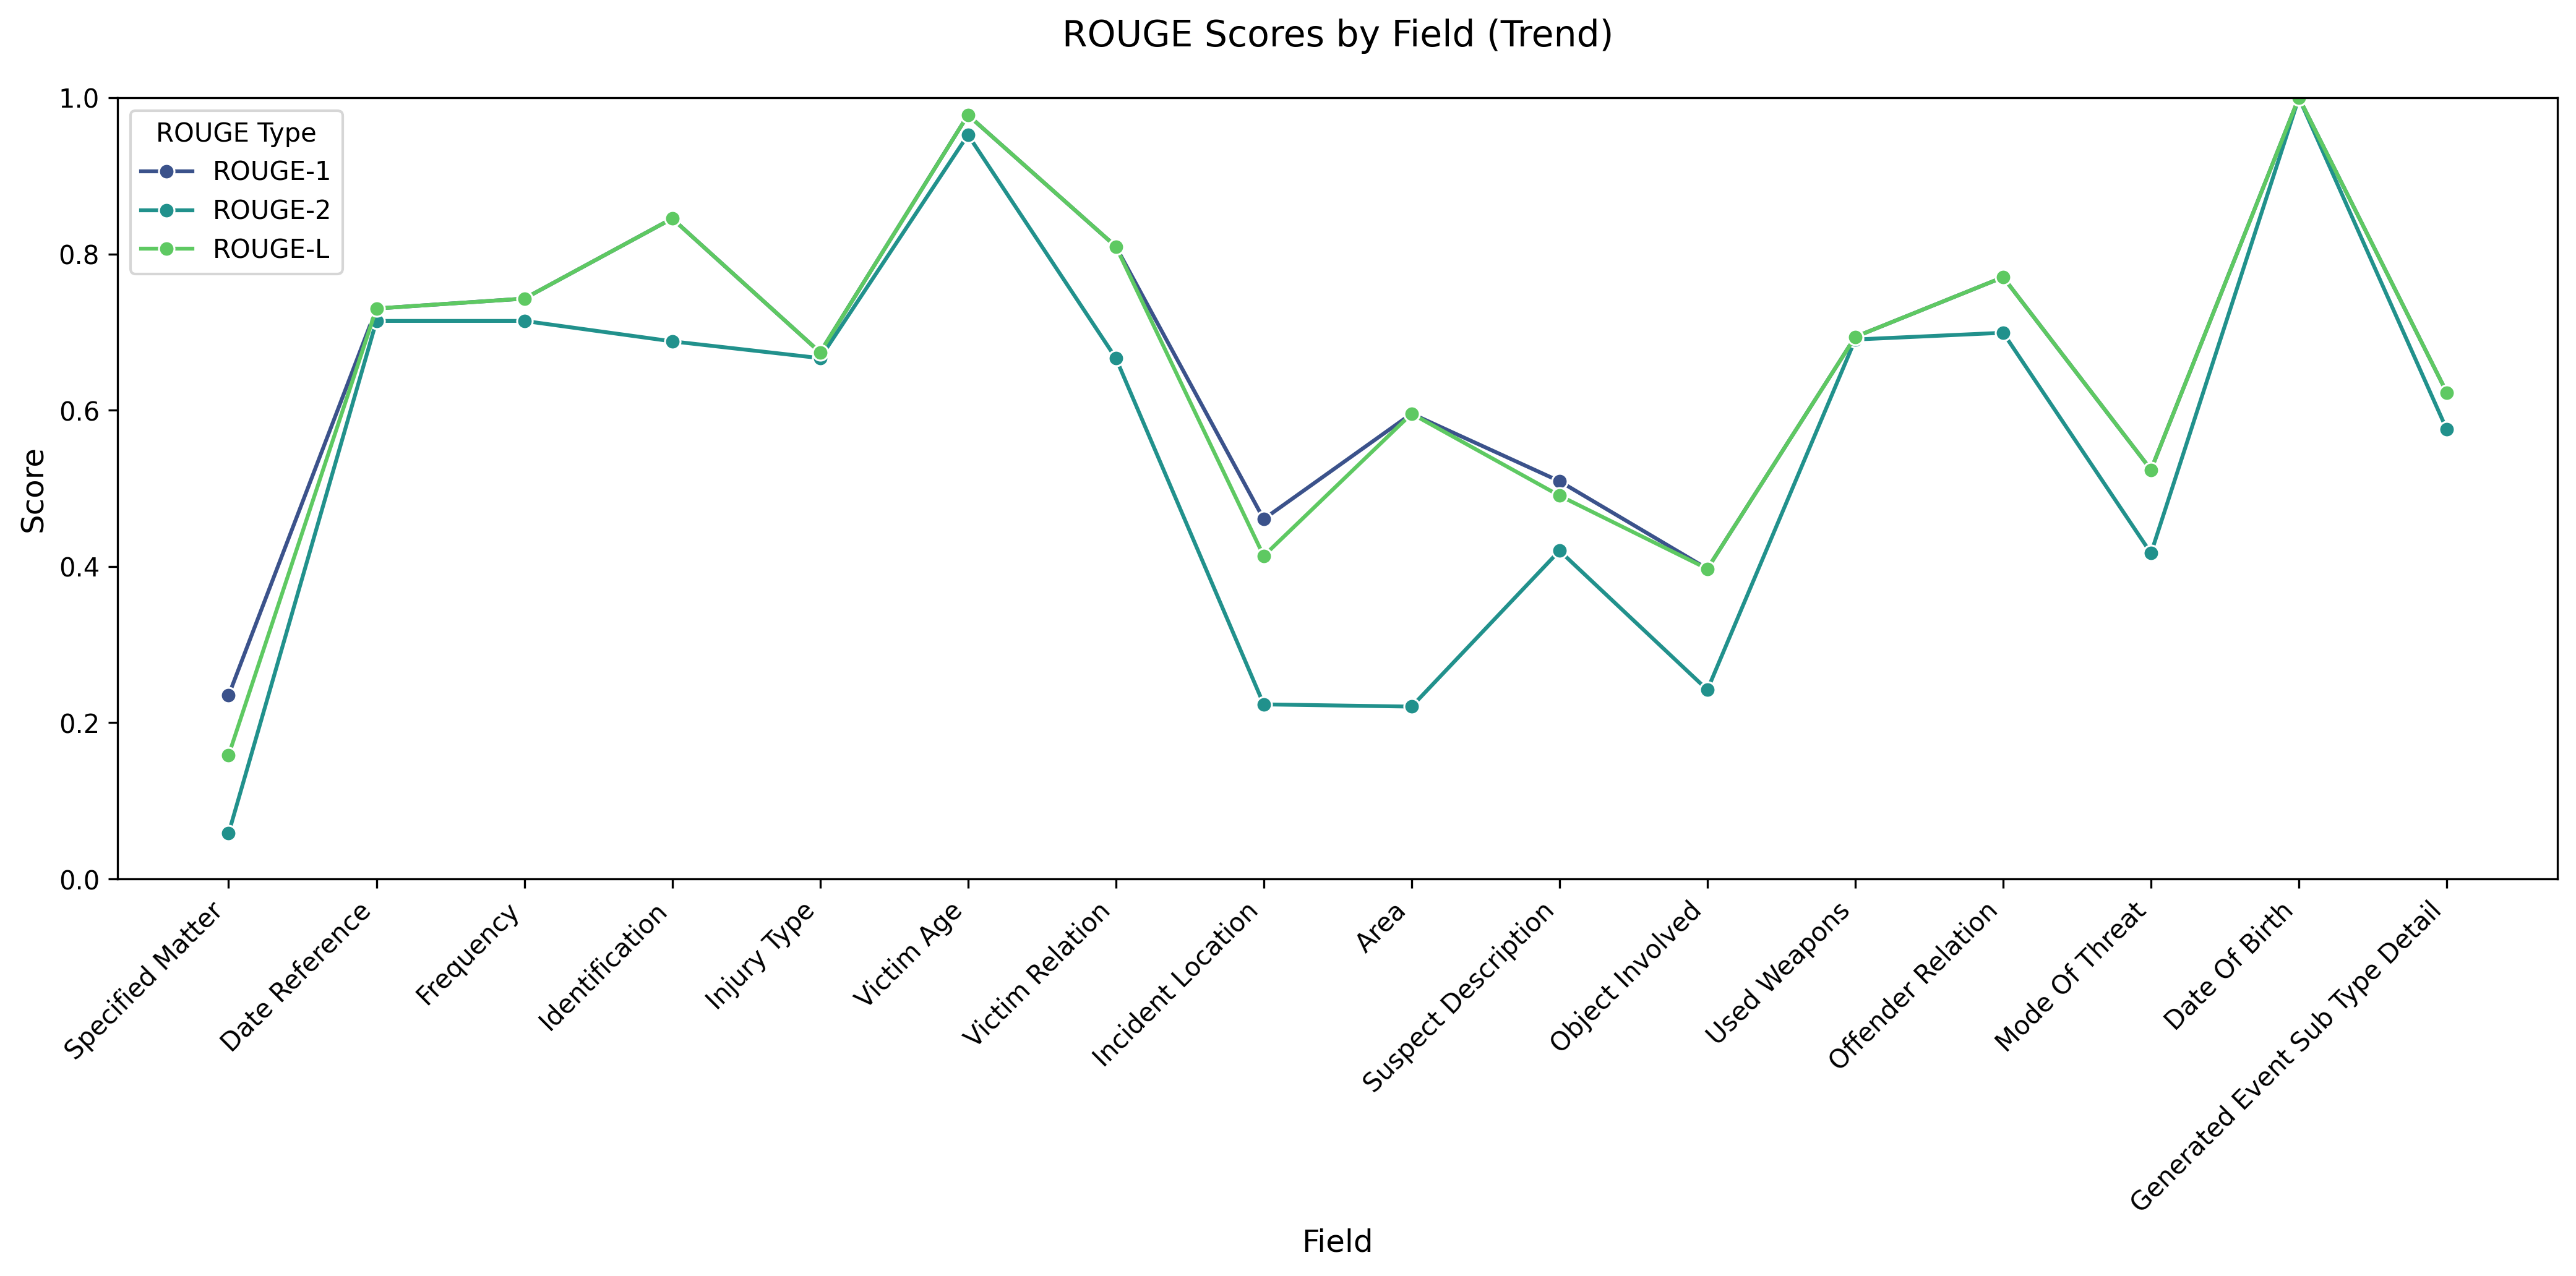 ROUGE Scores by Field (Trend)
ROUGE Type
ROUGE-1
ROUGE-2
ROUGE-L
Score
1.0
0.8
0.6
0.4
0.2
0.0
Specified Matter
Date Reference
Frequency
Identification
Injury Type
Victim Age
Victim Relation
Incident Location
Area
Suspect Description
Object Involved
Used Weapons
Offender Relation
Mode Of Threat
Date Of Birth
Generated Event Sub Type Detail
Field